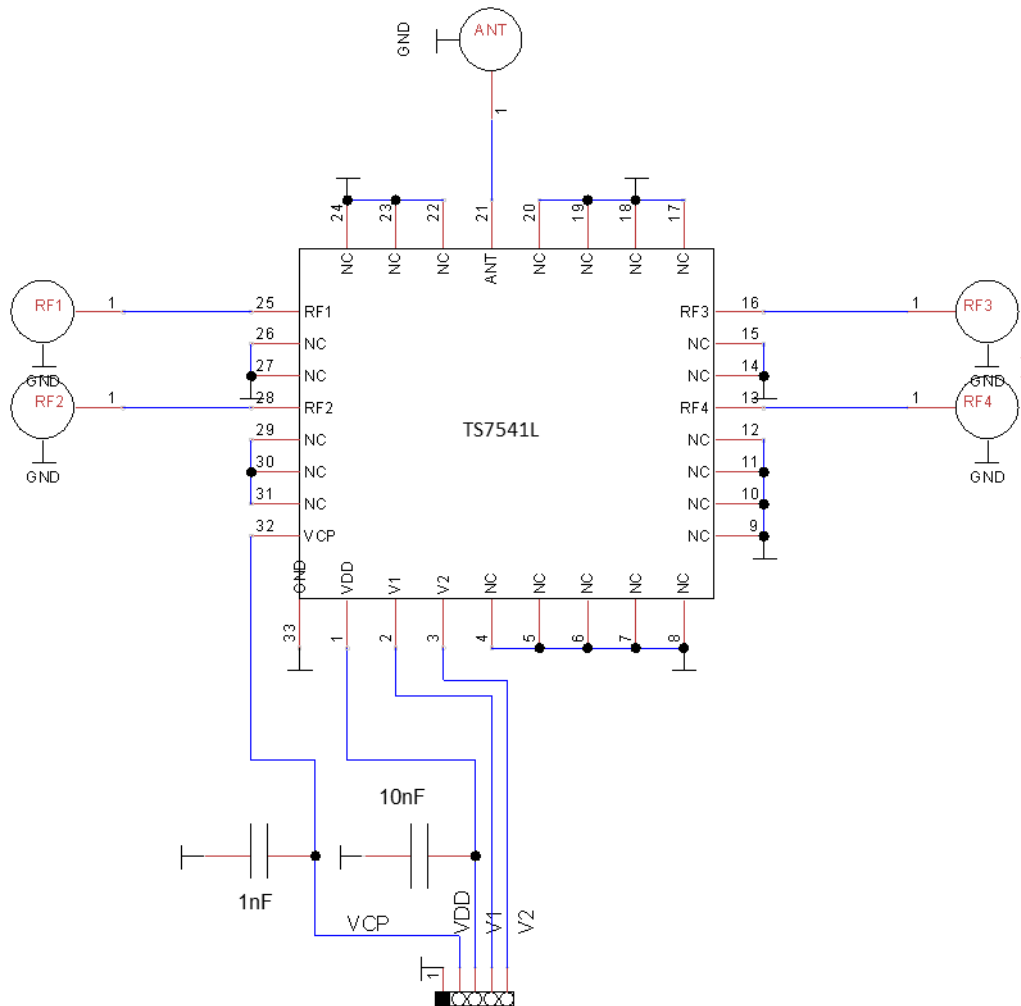 ANT
GND
1
24
23
22
21
20
19
18
17
NC
NC
NC
ANT
NC
NC
NC
NC
RF1
1
25
RF1
RF3
16
1
RF3
26
NC
NC
15
GND
27
NC
NC
14
GND
RF2
1
28
RF2
RF4
13
1
RF4
29
NC
TS7541L
NC
12
GND
30
NC
NC
11
GND
31
NC
NC
10
32
VCP
NC
9
GND
VDD
V1
V2
NC
NC
NC
NC
NC
33
1
2
3
4
5
6
7
8
10nF
1nF
VCP
VDD
V1
V2
1